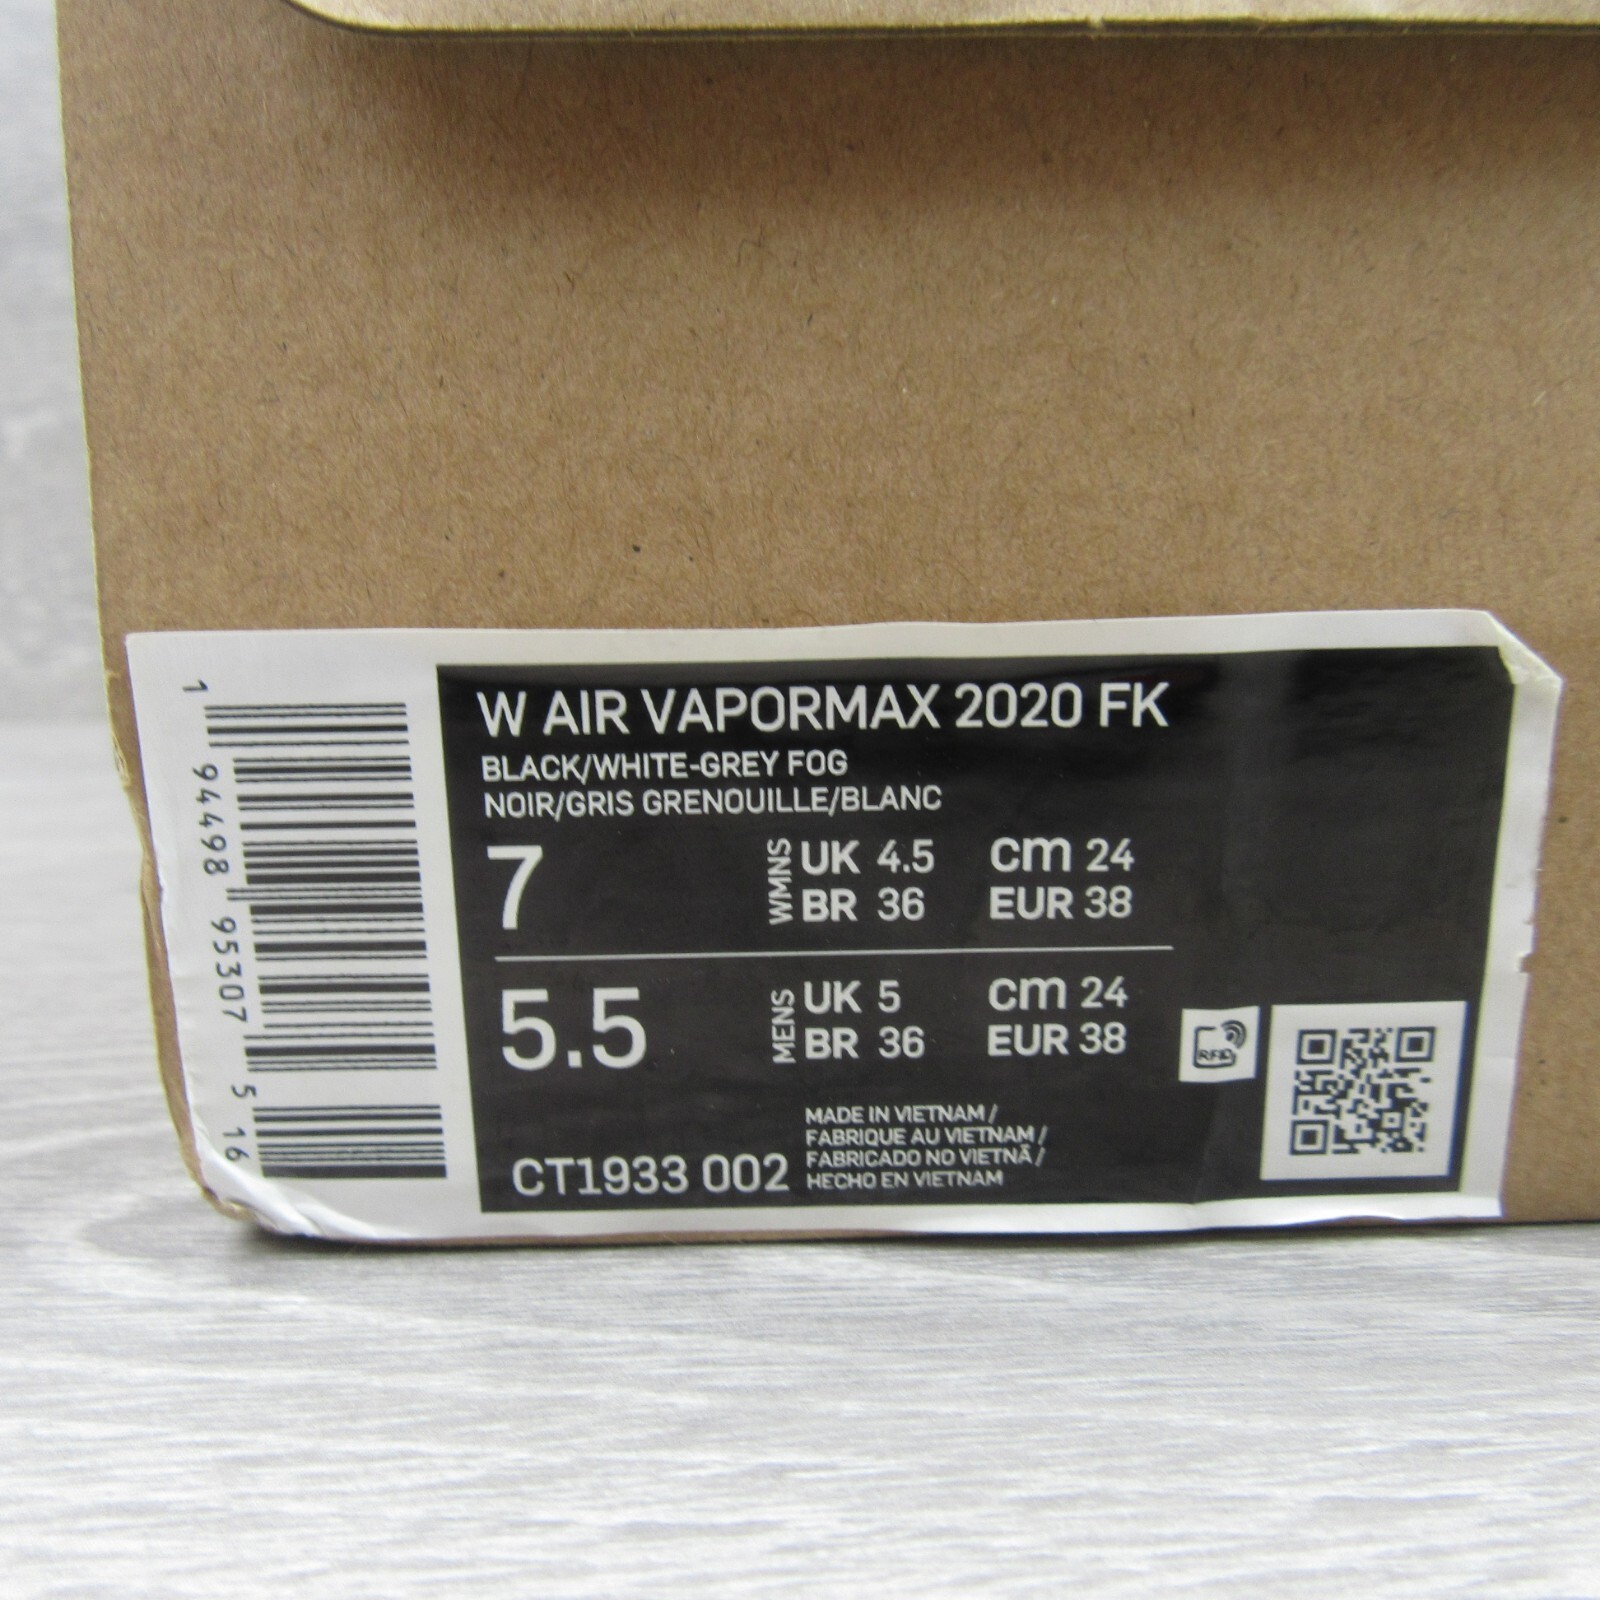 W AIR VAPORMAX 2020 FK
BLACK/WHITE-GREY FOG
NOIR/GRIS GRENOUILLE/BLANC
7
WMNS
UK 4.5 cm 24
BR 36 EUR 38
5.5
MENS
UK 5 cm 24
BR 36 EUR 38
CT1933 002
MADE IN VIETNAM /
FABRIQUE AU VIETNAM /
FABRICADO NO VIETNÃ /
HECHO EN VIETNAM
RFID
1 94498 95307 5 16